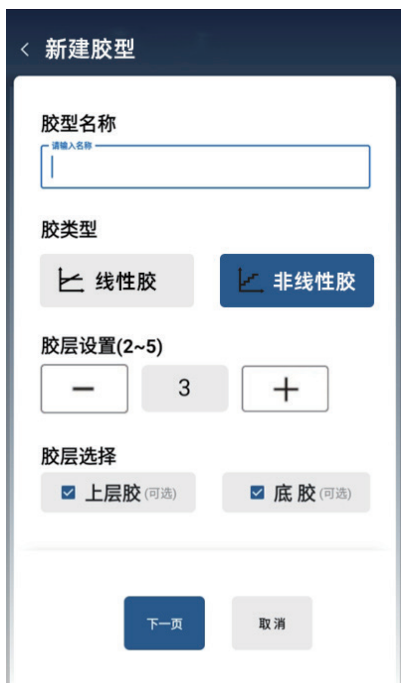 新建胶型
胶型名称
请输入名称
胶类型
线性胶 非线性胶
胶层设置(2~5)
3
胶层选择
上层胶(可选) 底胶(可选)
下一页 取消